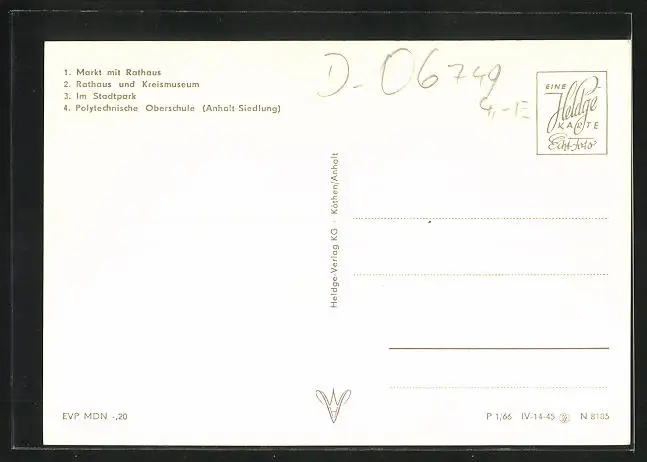 1. Markt mit Rathaus
2. Rathaus und Kreismuseum
3. Im Stadtpark
4. Polytechnische Oberschule (Anhalt-Siedlung)
D-06749
4,-E
EINE
Heldge
KARTE
Echt-Foto
Heldge-Verlag KG · Köthen/Anhalt
EVP MDN -,20
P 1/66 IV-14-45 N 8185